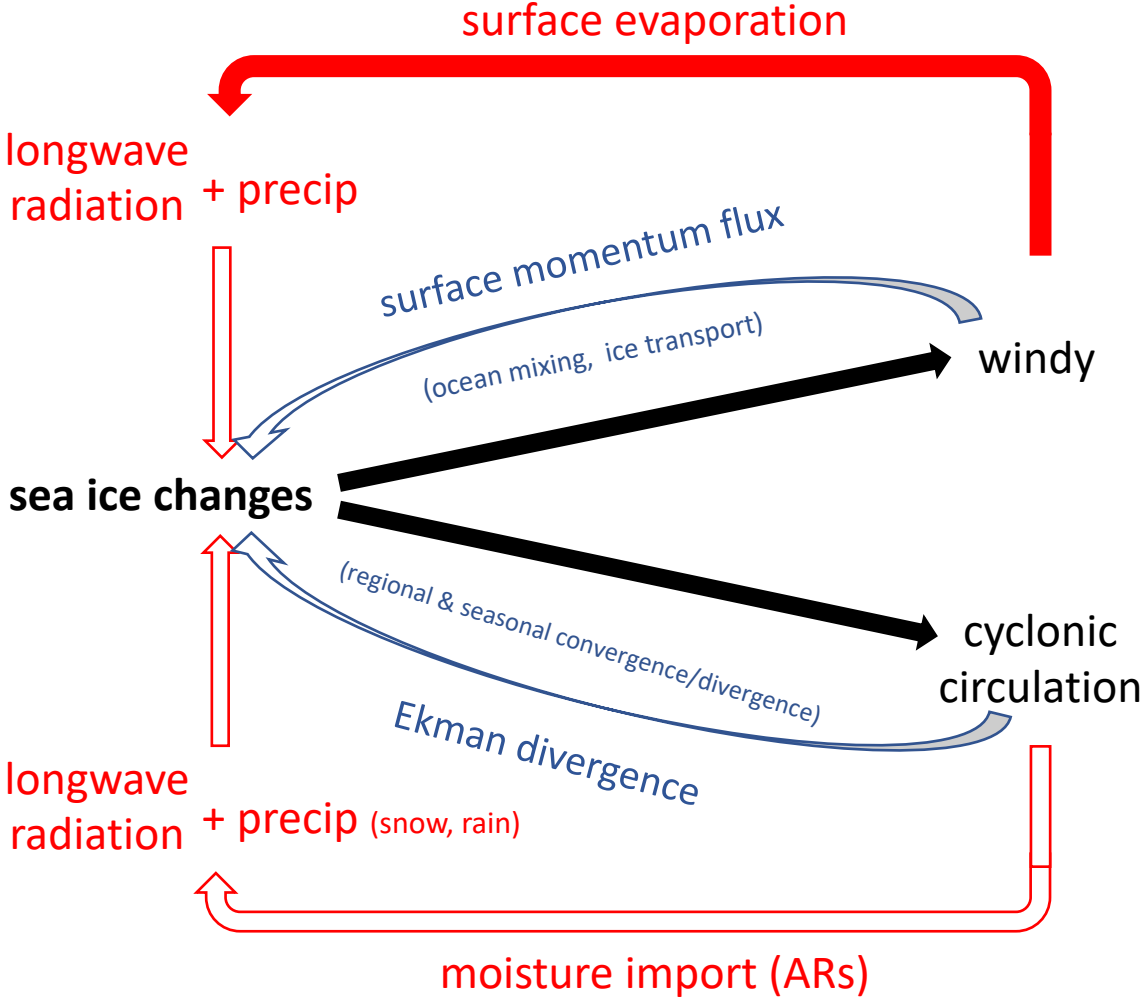 surface evaporation
longwave
radiation
+ precip
surface momentum flux
(ocean mixing, ice transport)
windy
sea ice changes
(regional & seasonal convergence/divergence)
cyclonic
circulation
Ekman divergence
longwave
radiation
+ precip (snow, rain)
moisture import (ARs)